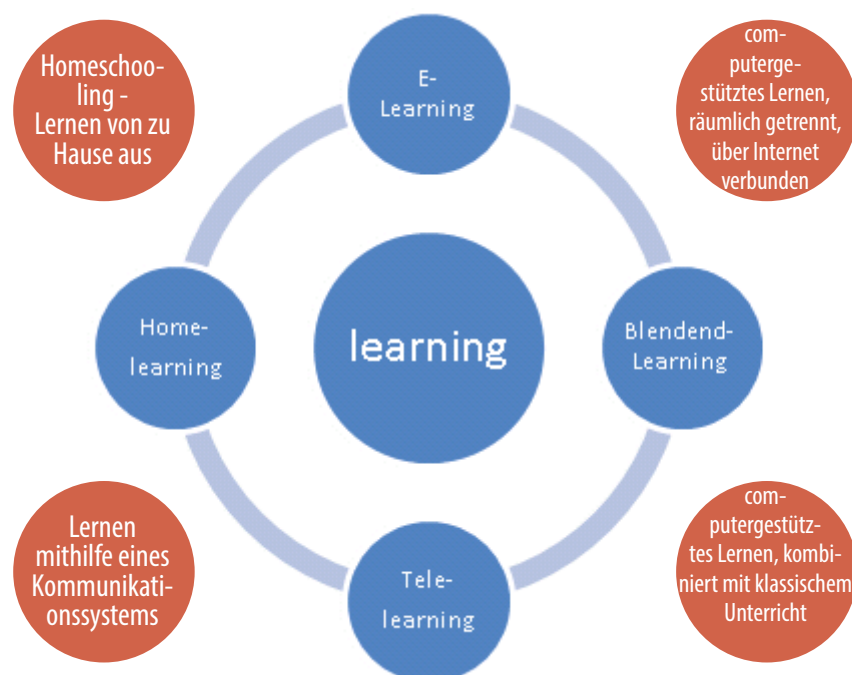 Homeschoo-
ling -
Lernen von zu
Hause aus
E-
Learning
com-
puterge-
stütztes Lernen,
räumlich getrennt,
über Internet
verbunden
Home-
learning
learning
Blendend-
Learning
Lernen
mithilfe eines
Kommunikati-
onssystems
Tele-
learning
com-
putergestütz-
tes Lernen, kombi-
niert mit klassischem
Unterricht